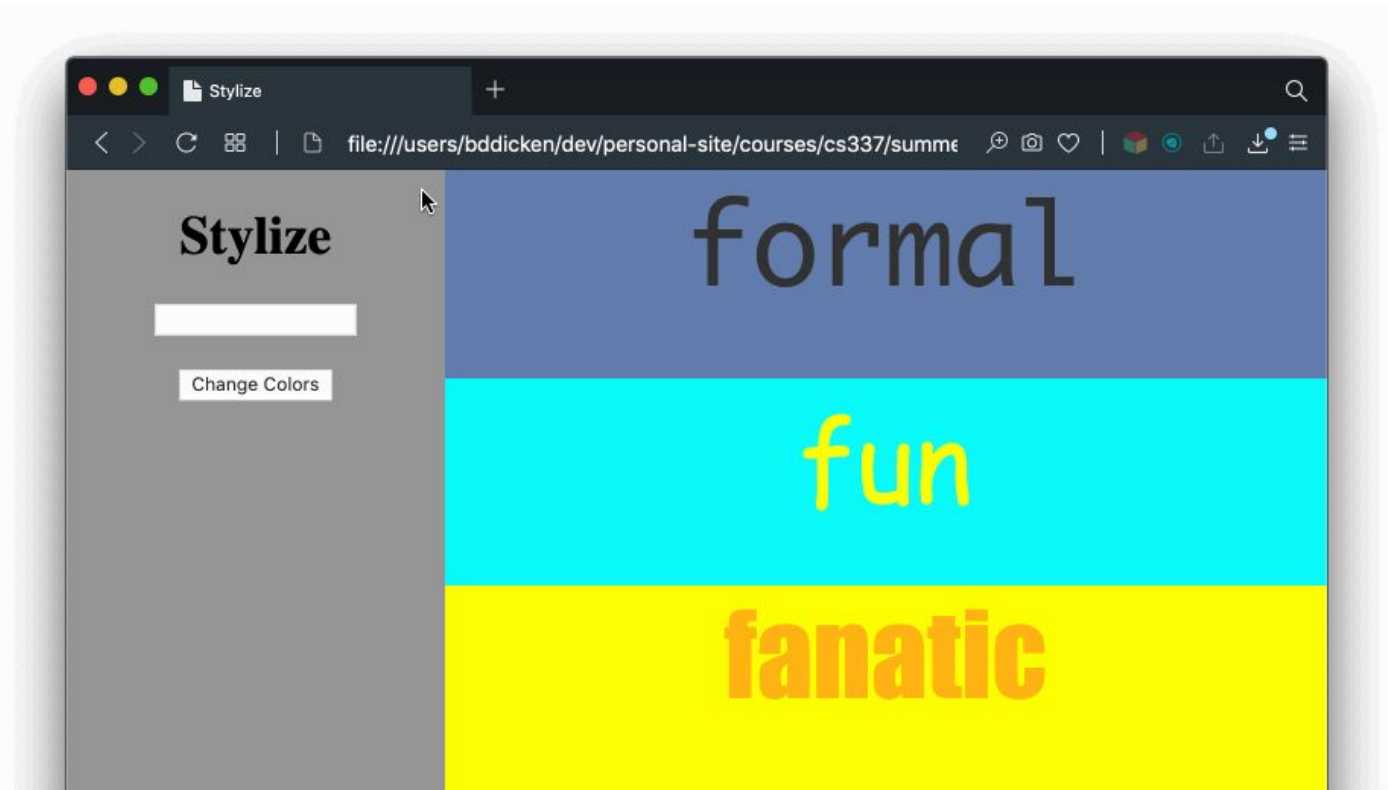 Stylize
file:///users/bddicken/dev/personal-site/courses/cs337/summe
Stylize
Change Colors
formal
fun
fanatic